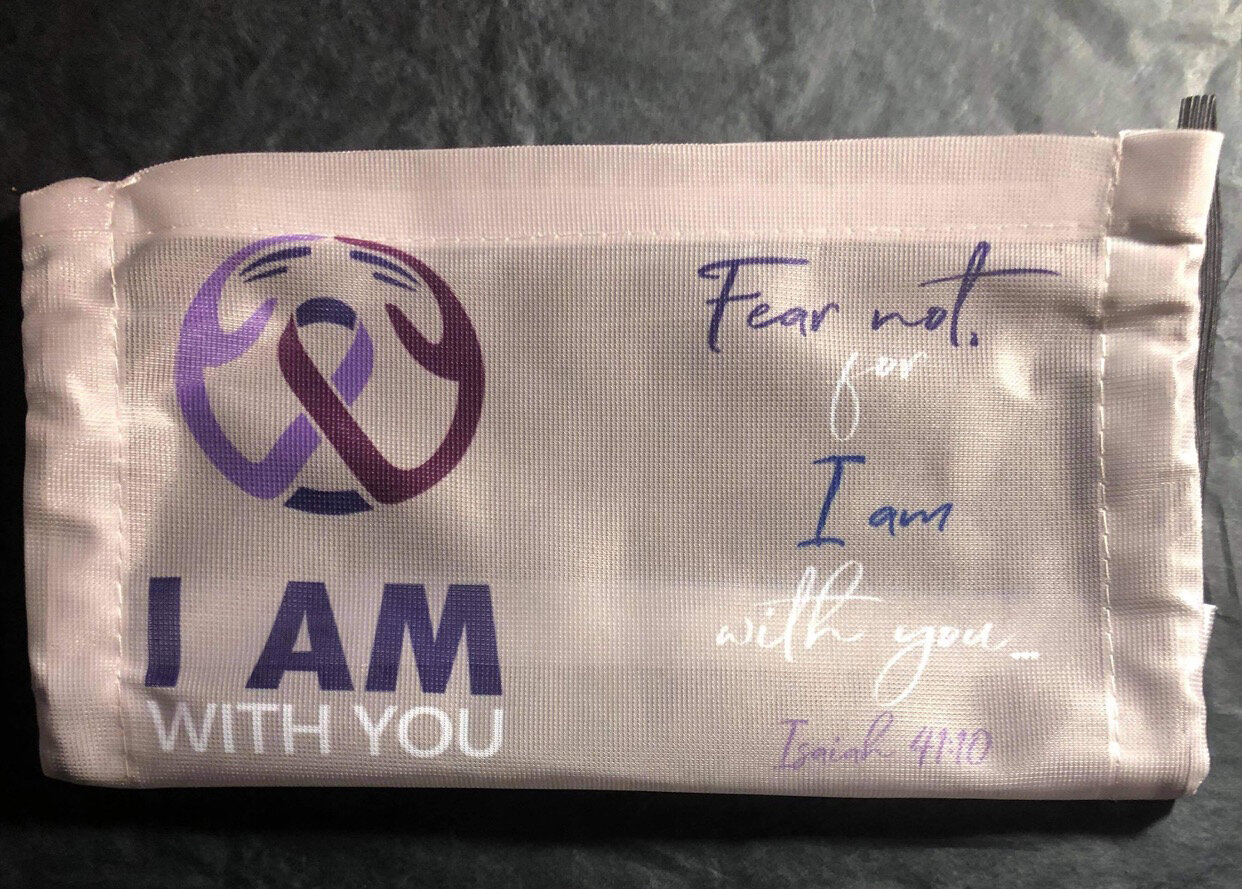 I AM
WITH YOU
Fear not,
for
I am
with you...
Isaiah 41:10